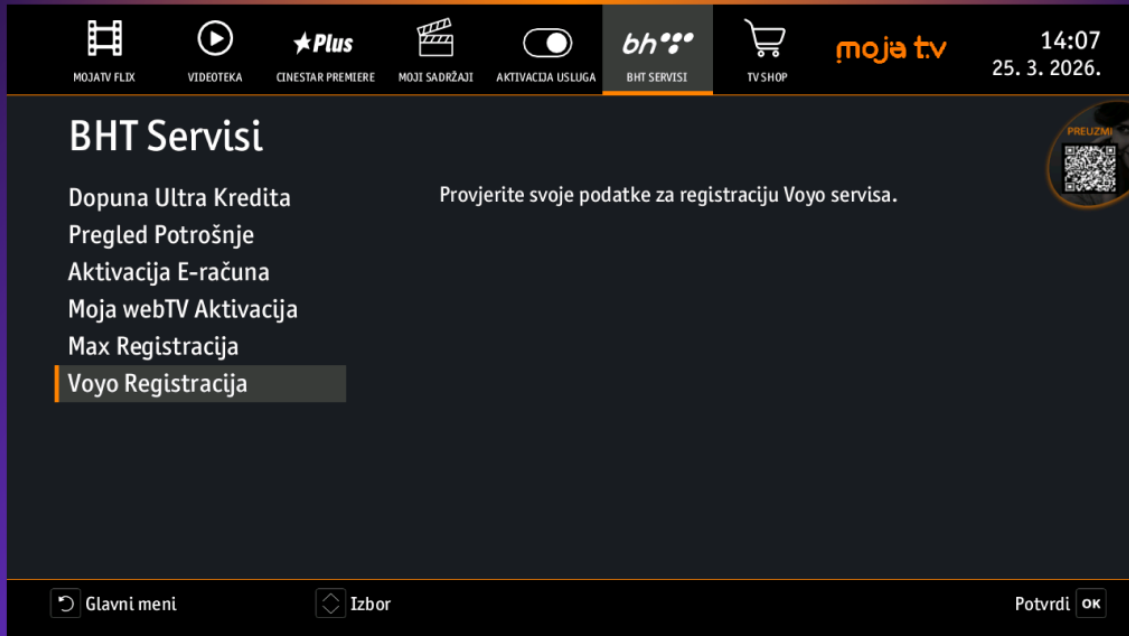 MOJATV FLIX
VIDEOTEKA
Plus
CINESTAR PREMIERE
MOJI SADRŽAJI
AKTIVACIJA USLUGA
bh
BHT SERVISI
TV SHOP
moja tv
14:07
25. 3. 2026.
BHT Servisi
PREUZMI
Dopuna Ultra Kredita
Pregled Potrošnje
Aktivacija E-računa
Moja webTV Aktivacija
Max Registracija
Voyo Registracija
Provjerite svoje podatke za registraciju Voyo servisa.
Glavni meni
Izbor
Potvrdi OK